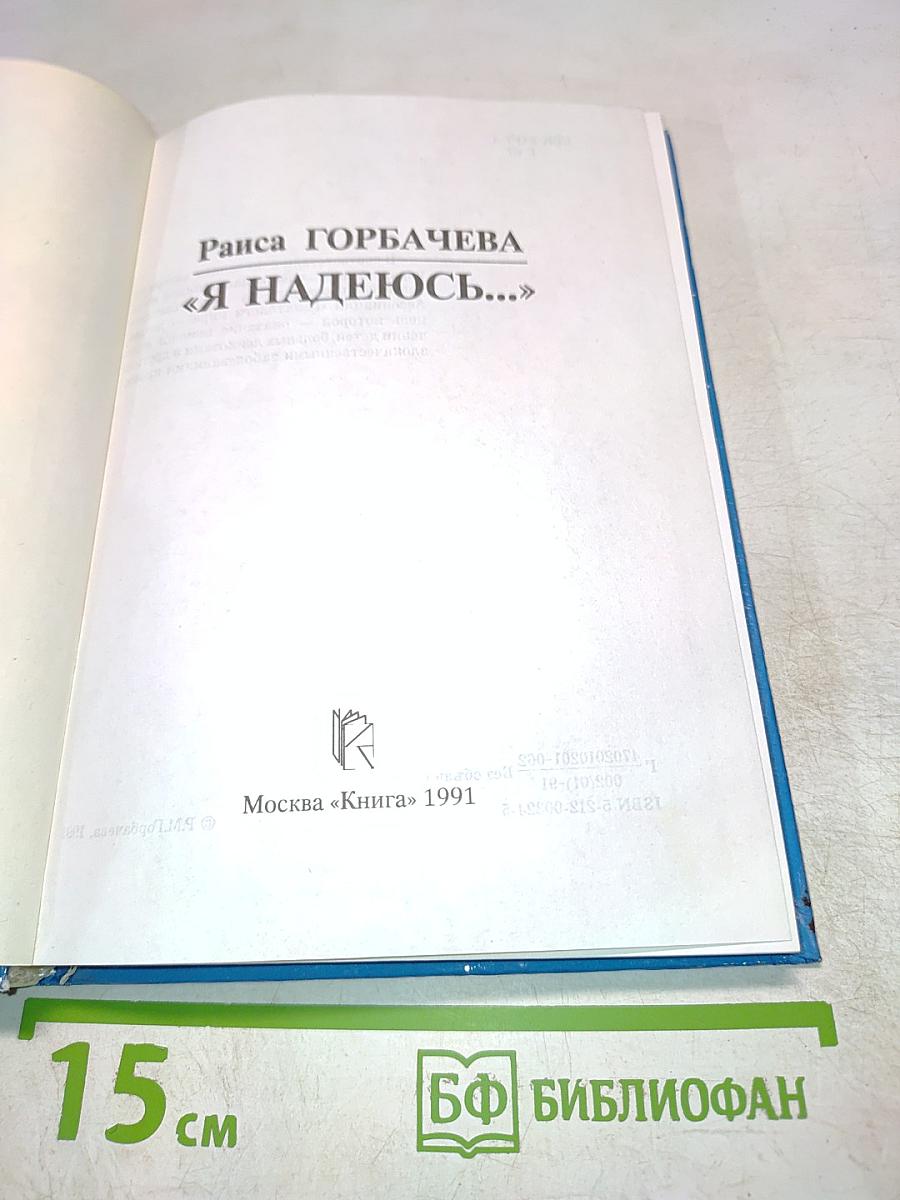 Раиса ГОРБАЧЕВА
«Я НАДЕЮСЬ...»
Москва «Книга» 1991
15 см
БФ БИБЛИОФАН